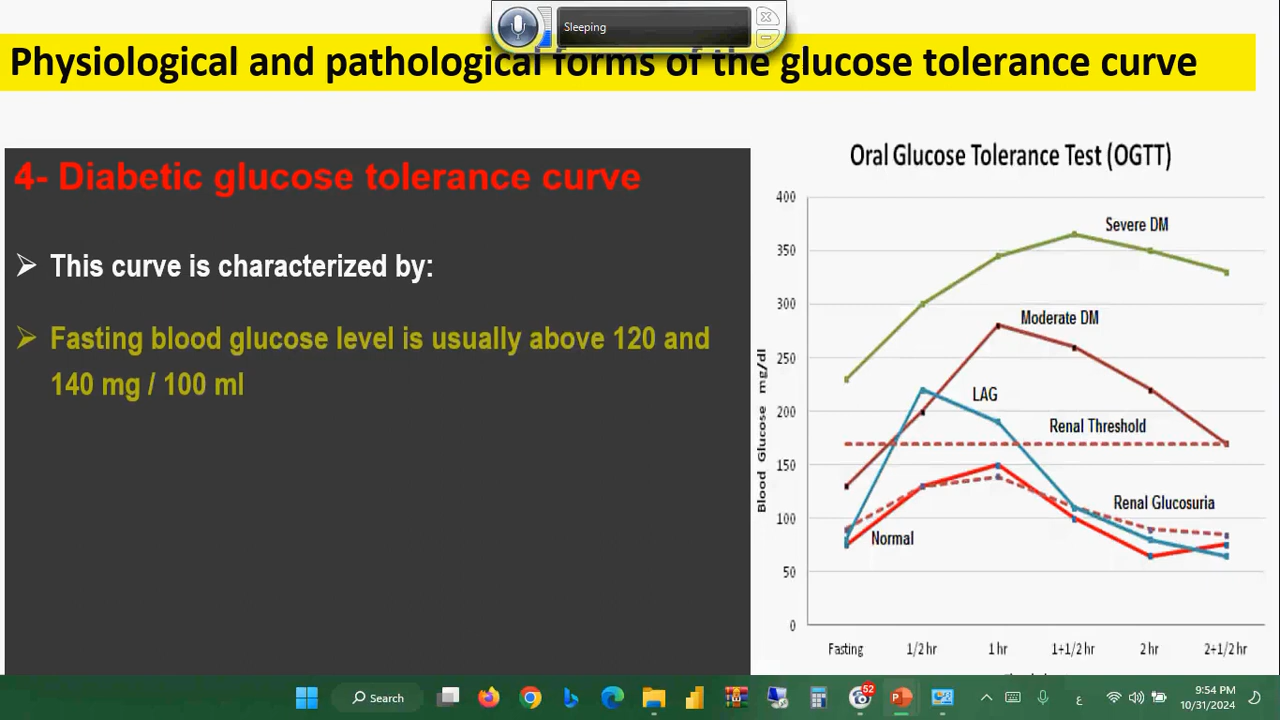 Sleeping
Physiological and pathological forms of the glucose tolerance curve
4- Diabetic glucose tolerance curve
➢ This curve is characterized by:
➢ Fasting blood glucose level is usually above 120 and
140 mg / 100 ml
Oral Glucose Tolerance Test (OGTT)
400
350
300
250
200
150
100
50
0
Blood Glucose mg/dl
Severe DM
Moderate DM
LAG
Renal Threshold
Renal Glucosuria
Normal
Fasting 1/2 hr 1 hr 1+1/2 hr 2 hr 2+1/2 hr
Search
52
ع
9:54 PM
10/31/2024